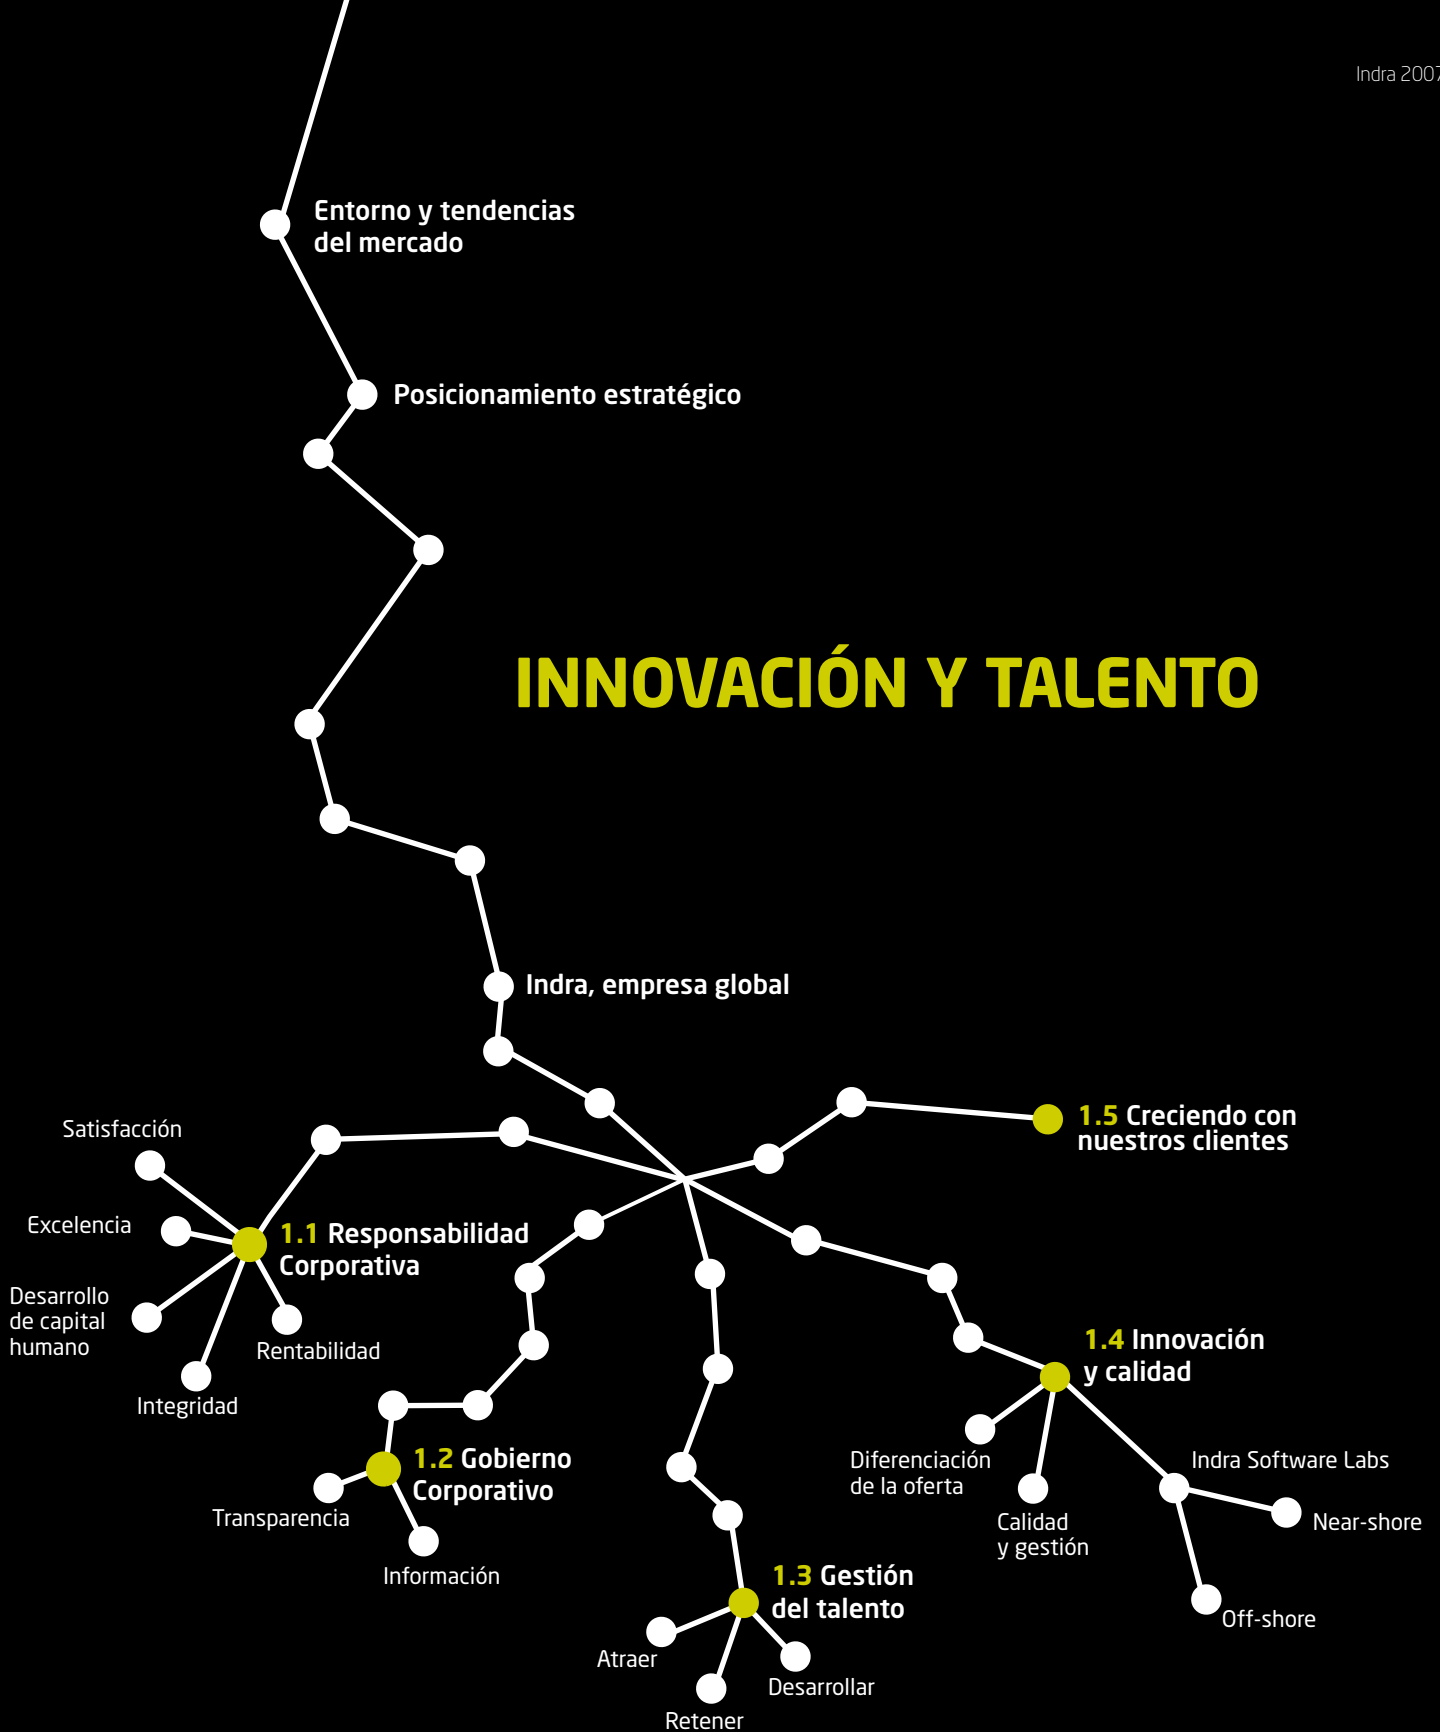 Indra 2007
Entorno y tendencias
del mercado
Posicionamiento estratégico
INNOVACIÓN Y TALENTO
Indra, empresa global
1.5 Creciendo con
nuestros clientes
Satisfacción
Excelencia
1.1 Responsabilidad
Corporativa
Desarrollo
de capital
humano
Rentabilidad
Integridad
1.4 Innovación
y calidad
1.2 Gobierno
Corporativo
Transparencia
Información
Diferenciación
de la oferta
Indra Software Labs
Calidad
y gestión
Near-shore
Off-shore
1.3 Gestión
del talento
Atraer
Desarrollar
Retener